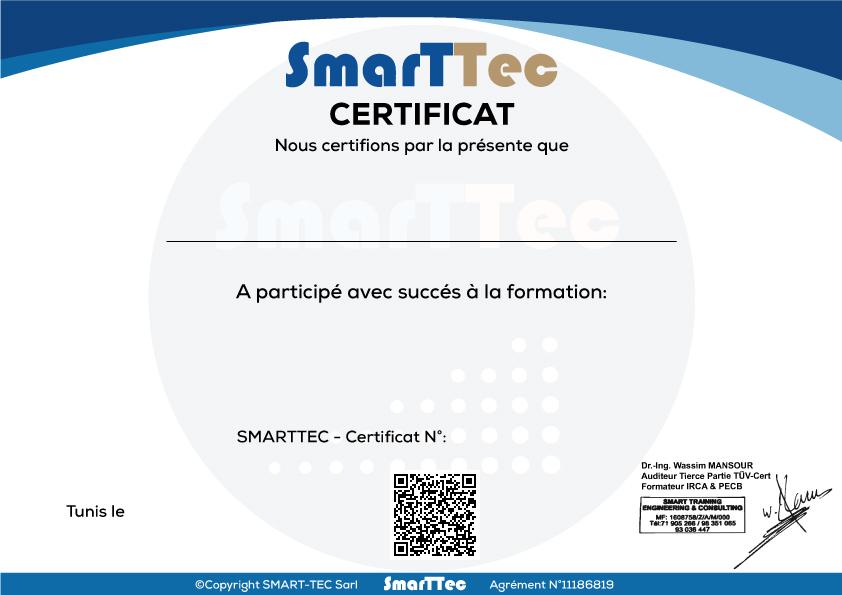 SmarTTec
CERTIFICAT
Nous certifions par la présente que
SmarTTec
A participé avec succés à la formation:
SMARTTEC - Certificat N°:
Dr.-Ing. Wassim MANSOUR
Auditeur Tierce Partie TÜV-Cert
Formateur IRCA & PECB
SMART TRAINING
ENGINEERING & CONSULTING
MF: 1608758/Z/A/M/000
Tél:71 905 266 / 98 351 065
93 036 447
Tunis le
©Copyright SMART-TEC Sarl SmarTTec Agrément N°11186819